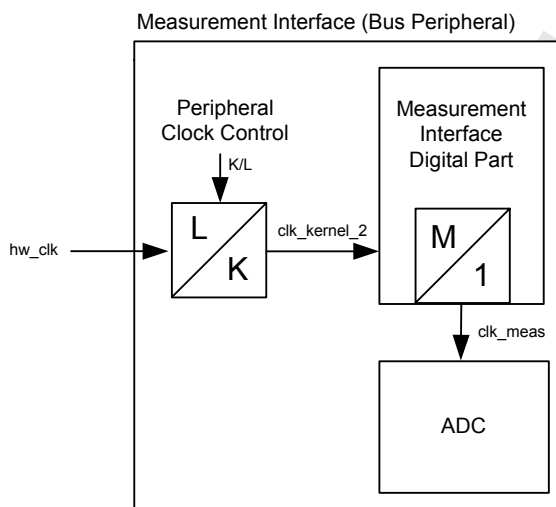 Measurement Interface (Bus Peripheral)
Peripheral
Clock Control
K/L
Measurement
Interface
Digital Part
hw_clk
L
K
clk_kernel_2
M
1
clk_meas
ADC